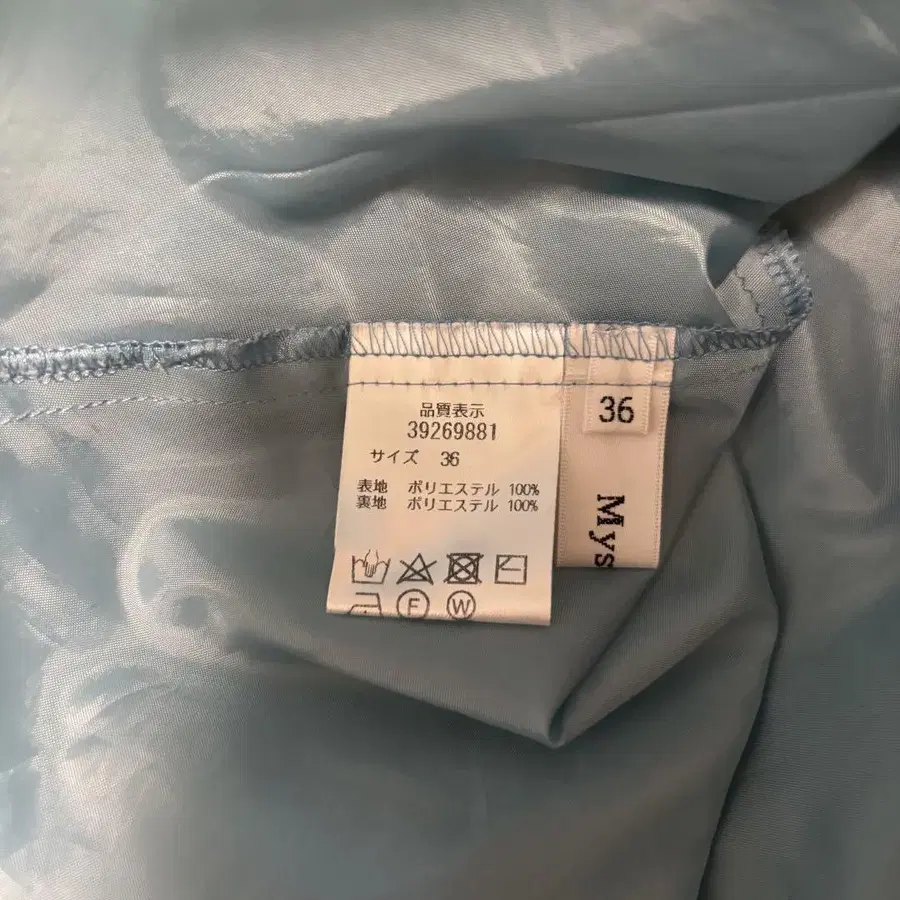 品質表示
39269881
サイズ 36
表地 ポリエステル 100%
裏地 ポリエステル 100%
F W
36
Mys